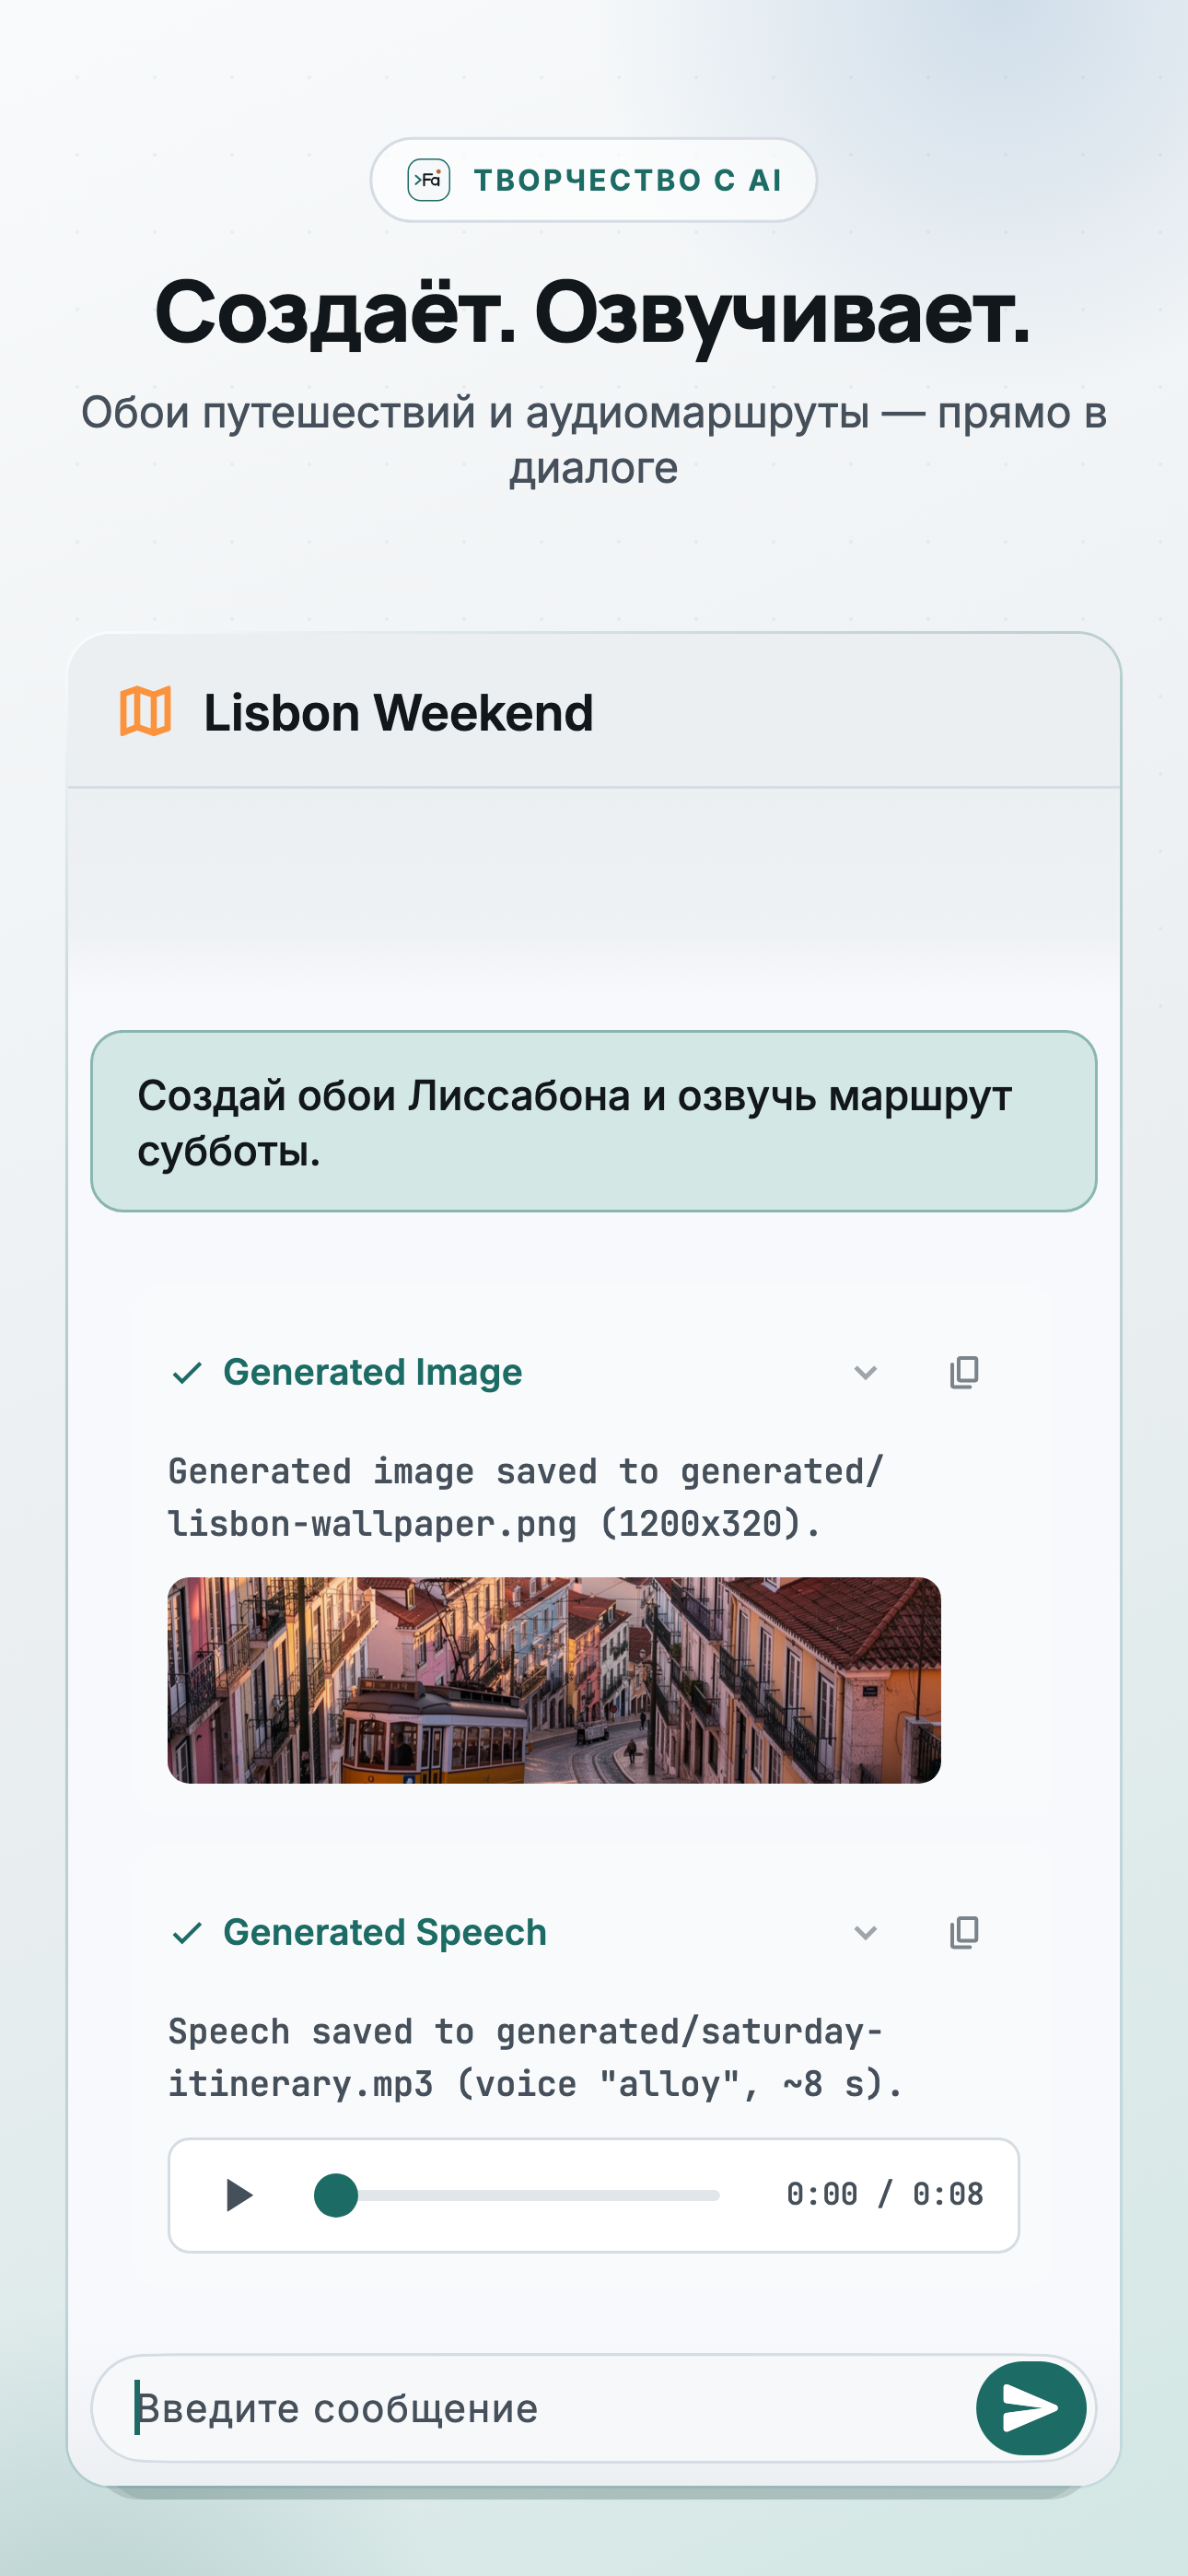 >Fa ТВОРЧЕСТВО С AI
Создаёт. Озвучивает.
Обои путешествий и аудиомаршруты — прямо в
диалоге
Lisbon Weekend
Создай обои Лиссабона и озвучь маршрут
субботы.
Generated Image
Generated image saved to generated/
lisbon-wallpaper.png (1200x320).
Generated Speech
Speech saved to generated/saturday-
itinerary.mp3 (voice "alloy", ~8 s).
0:00 / 0:08
Введите сообщение